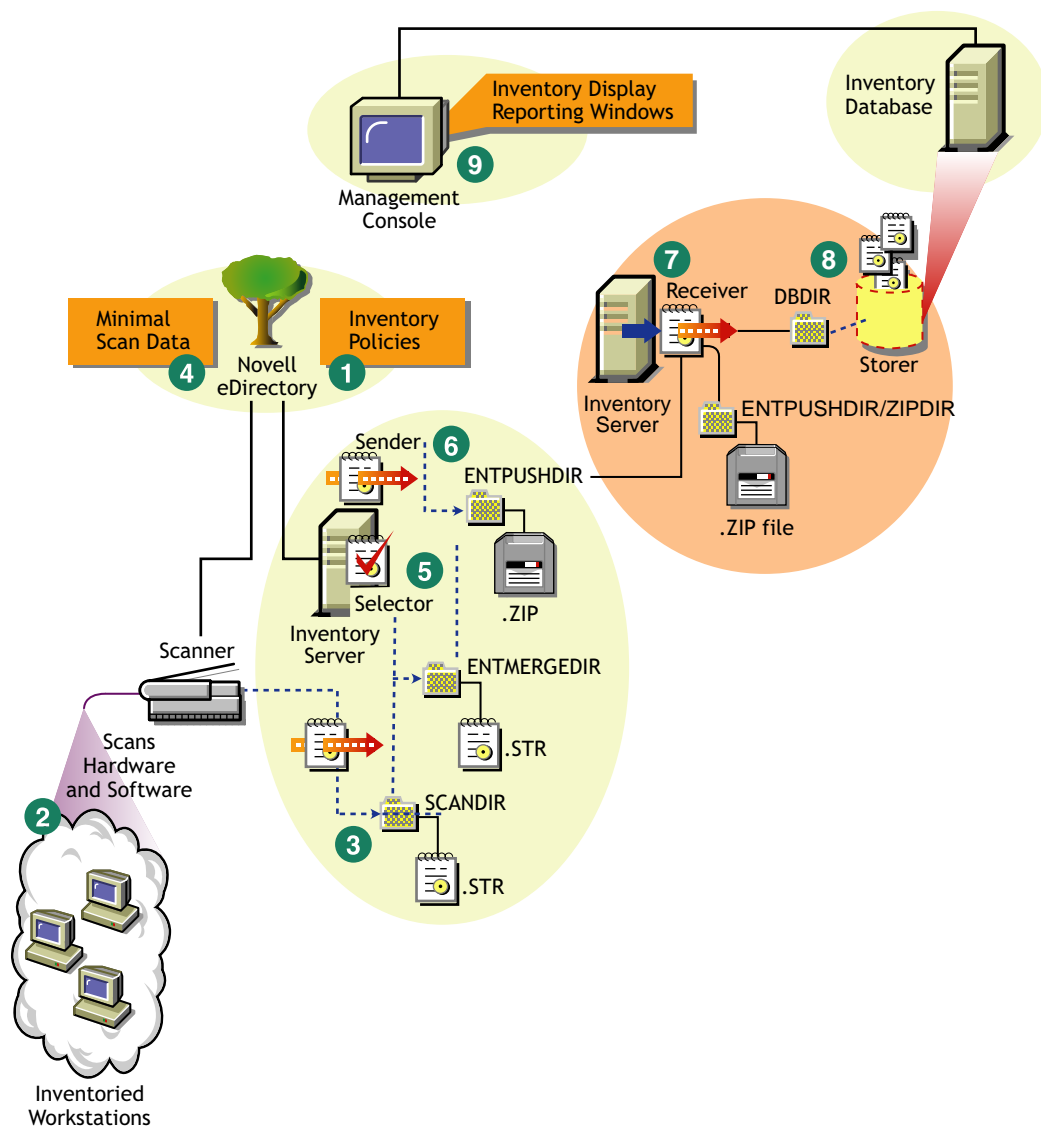 Inventory Display
Reporting Windows
9
Management
Console
Inventory
Database
Minimal
Scan Data
4
Inventory
Policies
1
Novell
eDirectory
7
Receiver
8
DBDIR
Storer
Inventory
Server
ENTPUSHDIR/ZIPDIR
.ZIP file
Sender
6
ENTPUSHDIR
.ZIP
5
Selector
Inventory
Server
ENTMERGEDIR
.STR
Scanner
Scans
Hardware
and Software
SCANDIR
3
.STR
2
Inventoried
Workstations